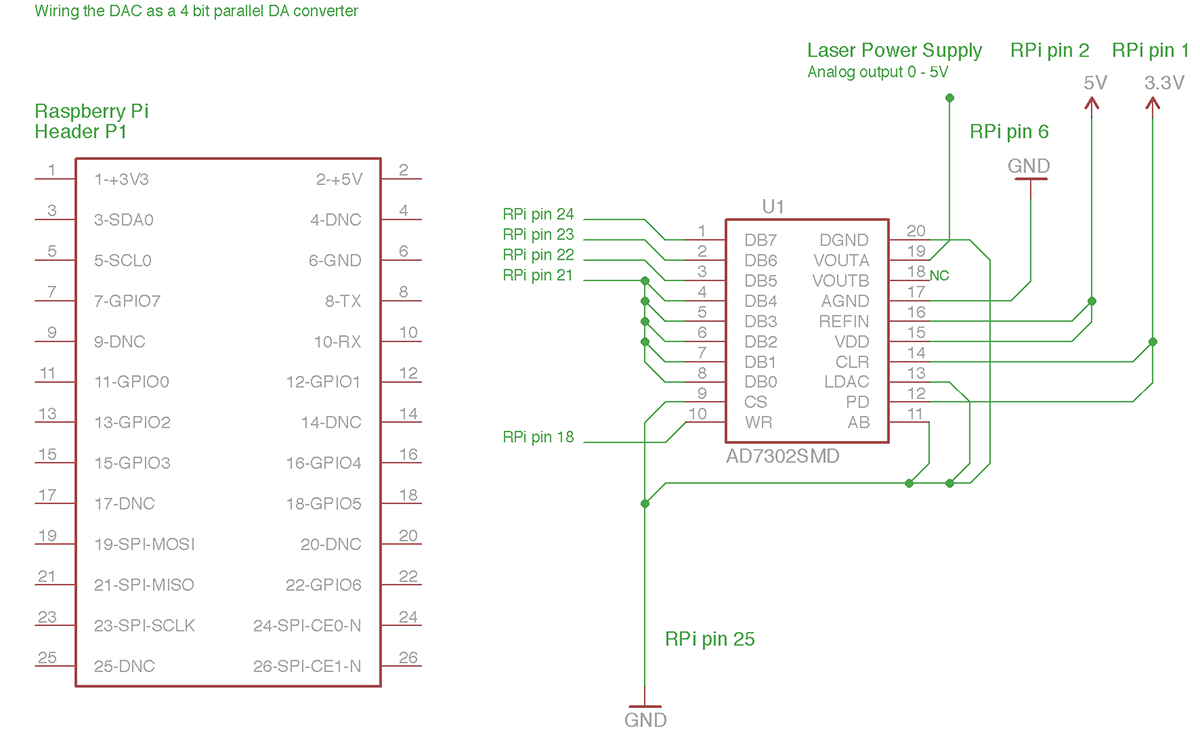 Wiring the DAC as a 4 bit parallel DA converter
Laser Power Supply
Analog output 0 - 5V
RPi pin 2
RPi pin 1
5V
3.3V
RPi pin 6
GND
Raspberry Pi
Header P1
1
1-+3V3
2-+5V
2
3
3-SDA0
4-DNC
4
5
5-SCL0
6-GND
6
7
7-GPIO7
8-TX
8
9
9-DNC
10-RX
10
11
11-GPIO0
12-GPIO1
12
13
13-GPIO2
14-DNC
14
15
15-GPIO3
16-GPIO4
16
17
17-DNC
18-GPIO5
18
19
19-SPI-MOSI
20-DNC
20
21
21-SPI-MISO
22-GPIO6
22
23
23-SPI-SCLK
24-SPI-CE0-N
24
25
25-DNC
26-SPI-CE1-N
26
RPi pin 24
RPi pin 23
RPi pin 22
RPi pin 21
RPi pin 18
U1
1 DB7 DGND 20
2 DB6 VOUTA 19
3 DB5 VOUTB 18 NC
4 DB4 AGND 17
5 DB3 REFIN 16
6 DB2 VDD 15
7 DB1 CLR 14
8 DB0 LDAC 13
9 CS PD 12
10 WR AB 11
AD7302SMD
RPi pin 25
GND